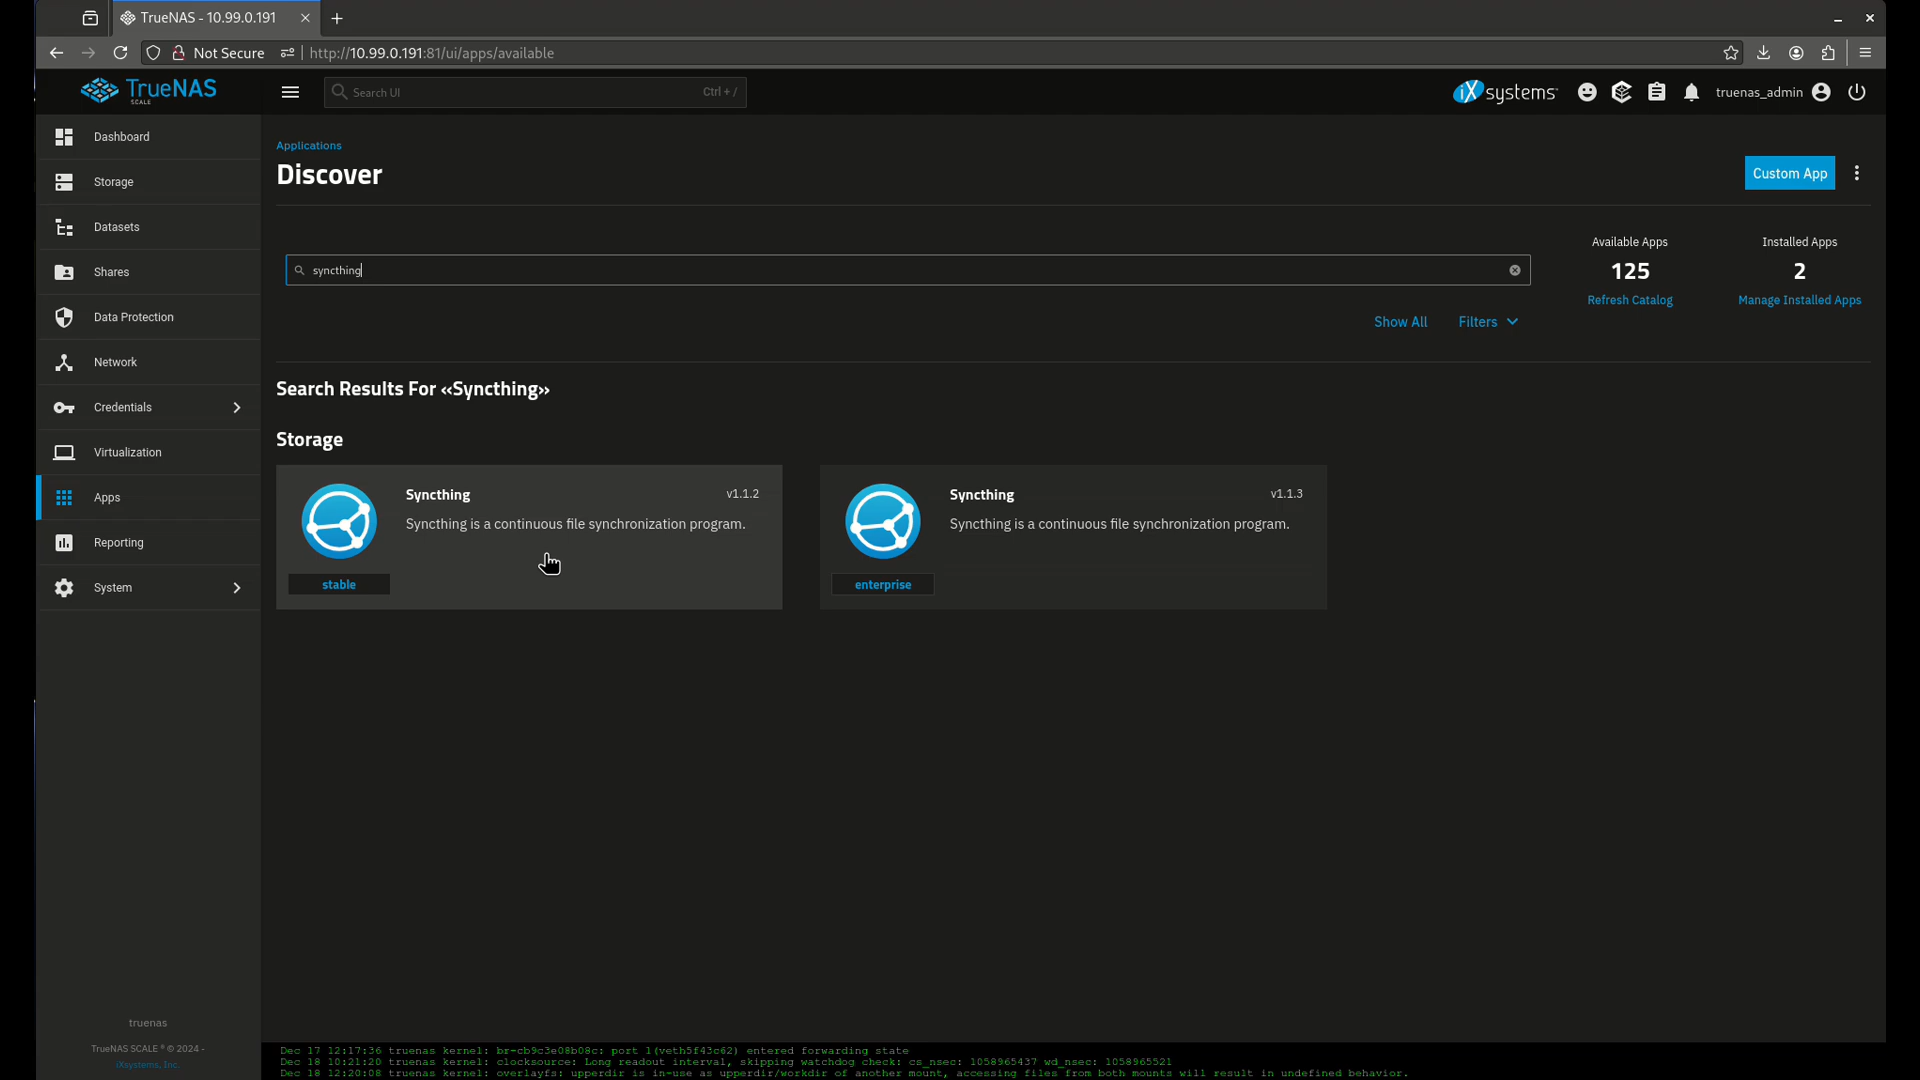 TrueNAS - 10.99.0.191
Not Secure
http://10.99.0.191:81/ui/apps/available
TrueNAS
SCALE
Search UI
Ctrl + /
iXsystems
truenas_admin
Dashboard
Storage
Datasets
Shares
Data Protection
Network
Credentials
Virtualization
Apps
Reporting
System
truenas
TrueNAS SCALE ® © 2024 -
iXsystems, Inc.
Applications
Discover
Custom App
syncthing
Available Apps
125
Refresh Catalog
Installed Apps
2
Manage Installed Apps
Show All
Filters
Search Results For «Syncthing»
Storage
Syncthing
v1.1.2
Syncthing is a continuous file synchronization program.
stable
Syncthing
v1.1.3
Syncthing is a continuous file synchronization program.
enterprise
Dec 17 12:17:36 truenas kernel: br-cb9c3e08b08c: port 1(veth5f43c62) entered forwarding state
Dec 18 10:21:20 truenas kernel: clocksource: Long readout interval, skipping watchdog check: cs_nsec: 1058965437 wd_nsec: 1058965521
Dec 18 12:20:08 truenas kernel: overlayfs: upperdir is in-use as upperdir/workdir of another mount, accessing files from both mounts will result in undefined behavior.